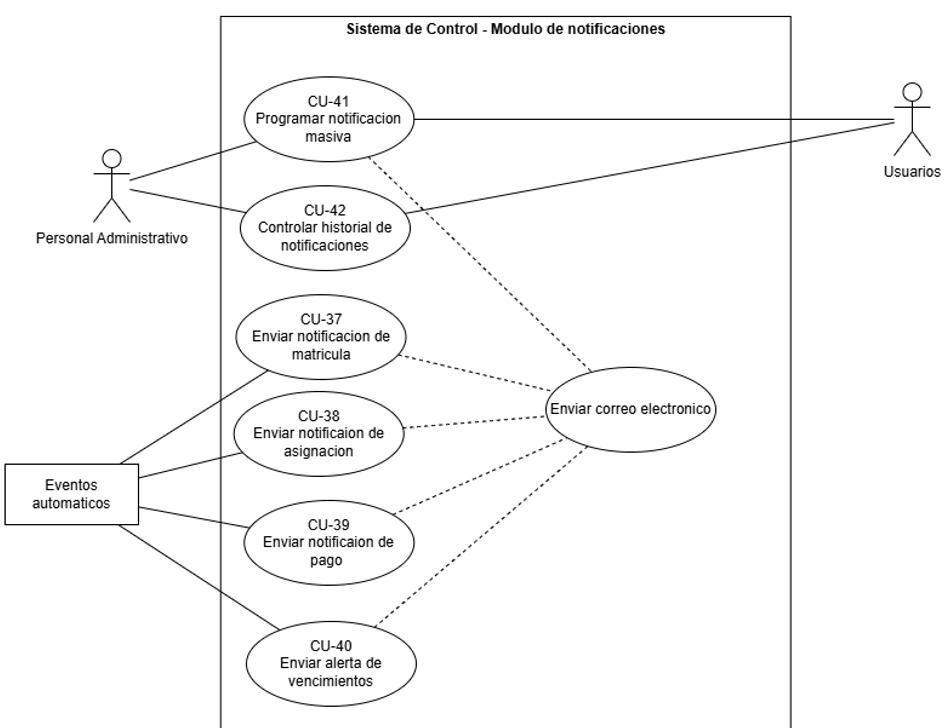 Sistema de Control - Modulo de notificaciones
CU-41
Programar notificacion
masiva
Usuarios
Personal Administrativo
CU-42
Controlar historial de
notificaciones
CU-37
Enviar notificacion de
matricula
Enviar correo electronico
CU-38
Enviar notificaion de
asignacion
Eventos
automaticos
CU-39
Enviar notificaion de
pago
CU-40
Enviar alerta de
vencimientos